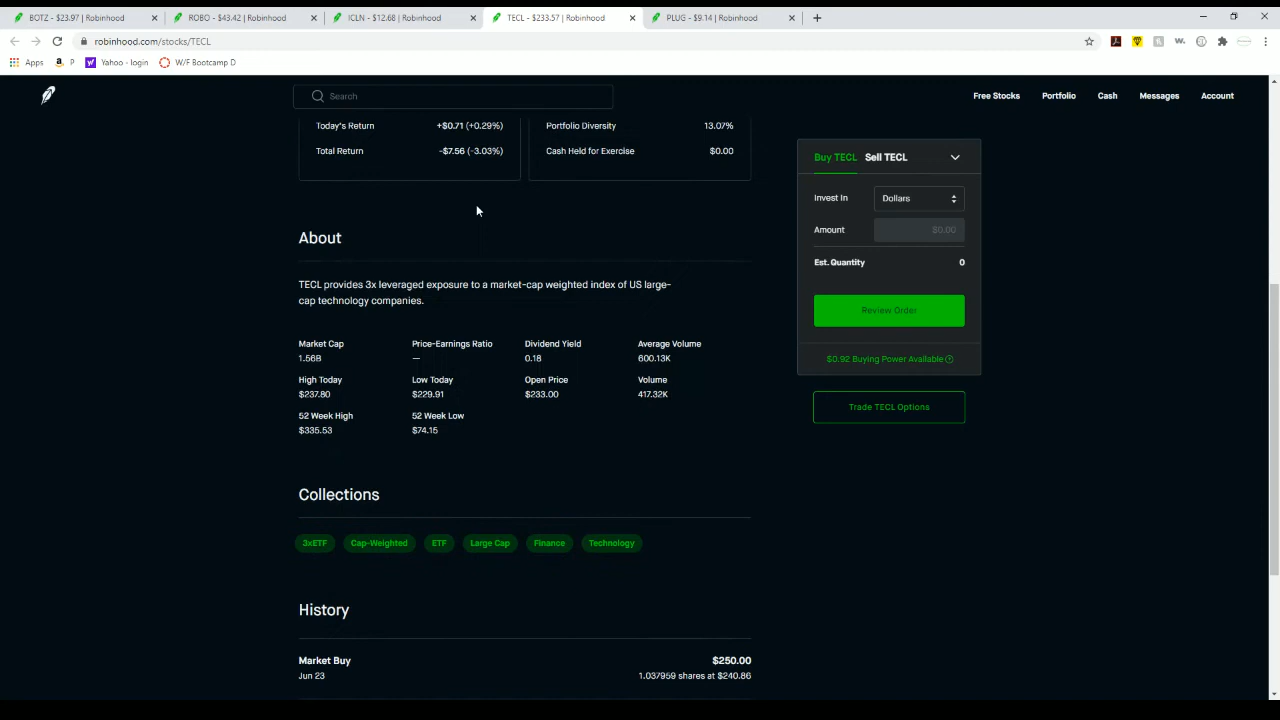 BOTZ - $23.97 | Robinhood
ROBO - $43.42 | Robinhood
ICLN - $12.68 | Robinhood
TECL - $233.57 | Robinhood
PLUG - $9.14 | Robinhood
robinhood.com/stocks/TECL
Apps
P
Yahoo - login
W/F Bootcamp D
Search
Free Stocks
Portfolio
Cash
Messages
Account
Today's Return +$0.71 (+0.29%)
Total Return -$7.56 (-3.03%)
Portfolio Diversity 13.07%
Cash Held for Exercise $0.00
Buy TECL Sell TECL
Invest In Dollars
Amount $0.00
Est. Quantity 0
Review Order
$0.92 Buying Power Available
Trade TECL Options
About
TECL provides 3x leveraged exposure to a market-cap weighted index of US large-
cap technology companies.
Market Cap Price-Earnings Ratio Dividend Yield Average Volume
1.56B — 0.18 600.13K
High Today Low Today Open Price Volume
$237.80 $229.91 $233.00 417.32K
52 Week High 52 Week Low
$335.53 $74.15
Collections
3xETF Cap-Weighted ETF Large Cap Finance Technology
History
Market Buy $250.00
Jun 23 1.037959 shares at $240.86